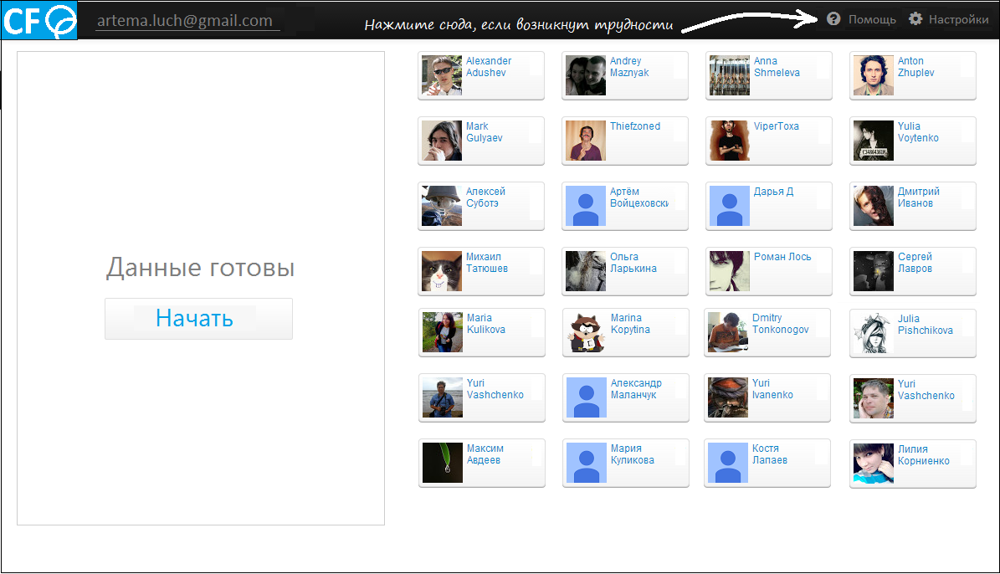 CF
artema.luch@gmail.com
Нажмите сюда, если возникнут трудности
Помощь
Настройки
Данные готовы
Начать
Alexander
Adushev
Andrey
Maznyak
Anna
Shmeleva
Anton
Zhuplev
Mark
Gulyaev
Thiefzoned
ViperToxa
Yulia
Voytenko
Алексей
Суботэ
Артём
Войцеховски
Дарья Д
Дмитрий
Иванов
Михаил
Татюшев
Ольга
Ларькина
Роман Лось
Сергей
Лавров
Maria
Kulikova
Marina
Kopytina
Dmitry
Tonkonogov
Julia
Pishchikova
Yuri
Vashchenko
Александр
Маланчук
Yuri
Ivanenko
Yuri
Vashchenko
Максим
Авдеев
Мария
Куликова
Костя
Лапаев
Лилия
Корниенко